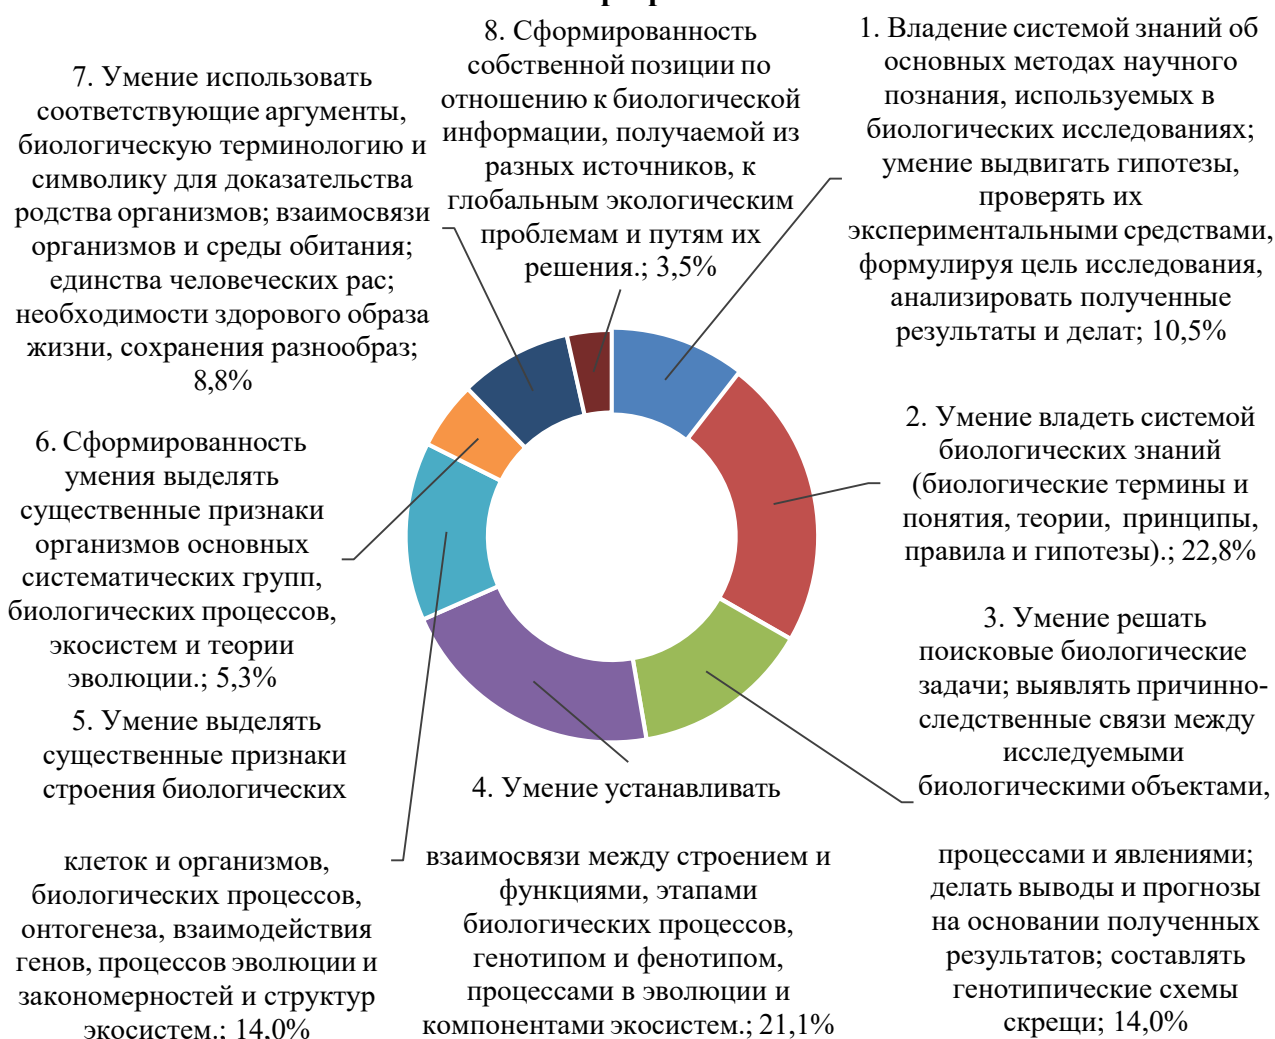 8. Сформированность
собственной позиции по
отношению к биологической
информации, получаемой из
разных источников, к
глобальным экологическим
проблемам и путям их
решения.; 3,5%
1. Владение системой знаний об
основных методах научного
познания, используемых в
биологических исследованиях;
умение выдвигать гипотезы,
проверять их
экспериментальными средствами,
формулируя цель исследования,
анализировать полученные
результаты и делат; 10,5%
7. Умение использовать
соответствующие аргументы,
биологическую терминологию и
символику для доказательства
родства организмов; взаимосвязи
организмов и среды обитания;
единства человеческих рас;
необходимости здорового образа
жизни, сохранения разнообраз;
8,8%
2. Умение владеть системой
биологических знаний
(биологические термины и
понятия, теории, принципы,
правила и гипотезы).; 22,8%
6. Сформированность
умения выделять
существенные признаки
организмов основных
систематических групп,
биологических процессов,
экосистем и теории
эволюции.; 5,3%
3. Умение решать
поисковые биологические
задачи; выявлять причинно-
следственные связи между
исследуемыми
биологическими объектами,
процессами и явлениями;
делать выводы и прогнозы
на основании полученных
результатов; составлять
генотипические схемы
скрещи; 14,0%
5. Умение выделять
существенные признаки
строения биологических
клеток и организмов,
биологических процессов,
онтогенеза, взаимодействия
генов, процессов эволюции и
закономерностей и структур
экосистем.; 14,0%
4. Умение устанавливать
взаимосвязи между строением и
функциями, этапами
биологических процессов,
генотипом и фенотипом,
процессами в эволюции и
компонентами экосистем.; 21,1%